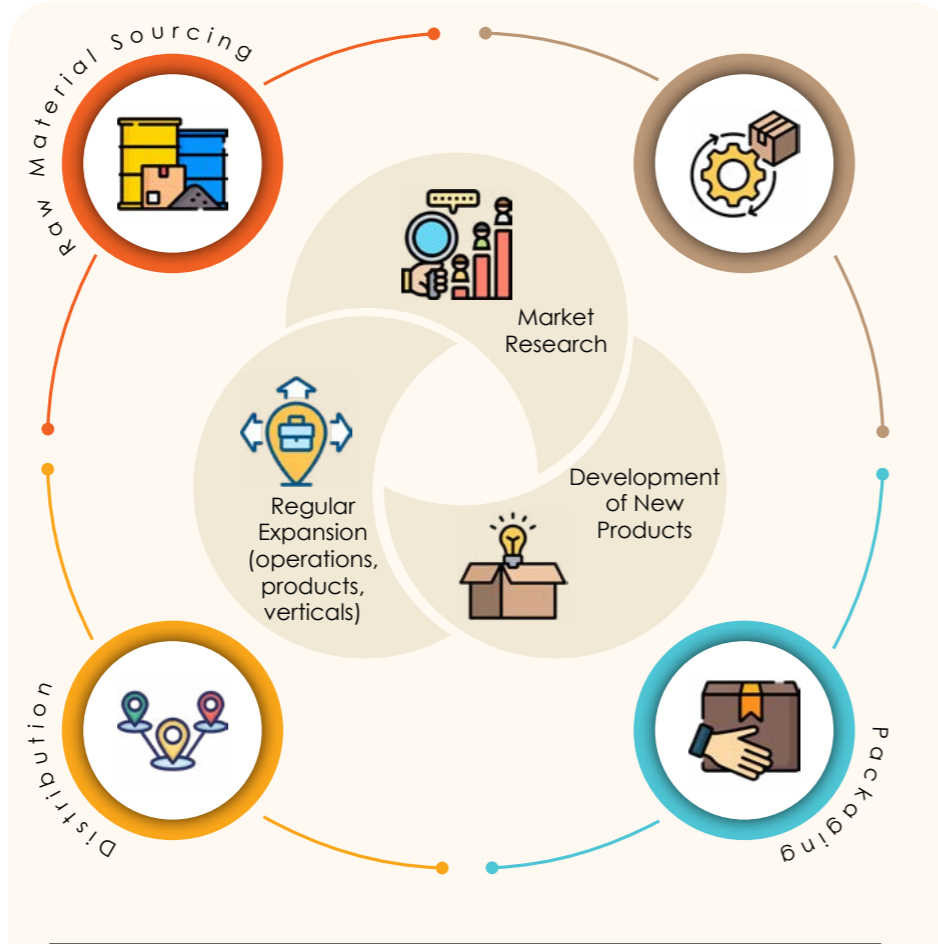 Raw Material Sourcing
Market
Research
Development
of New
Products
Regular
Expansion
(operations,
products,
verticals)
Distribution
Packaging